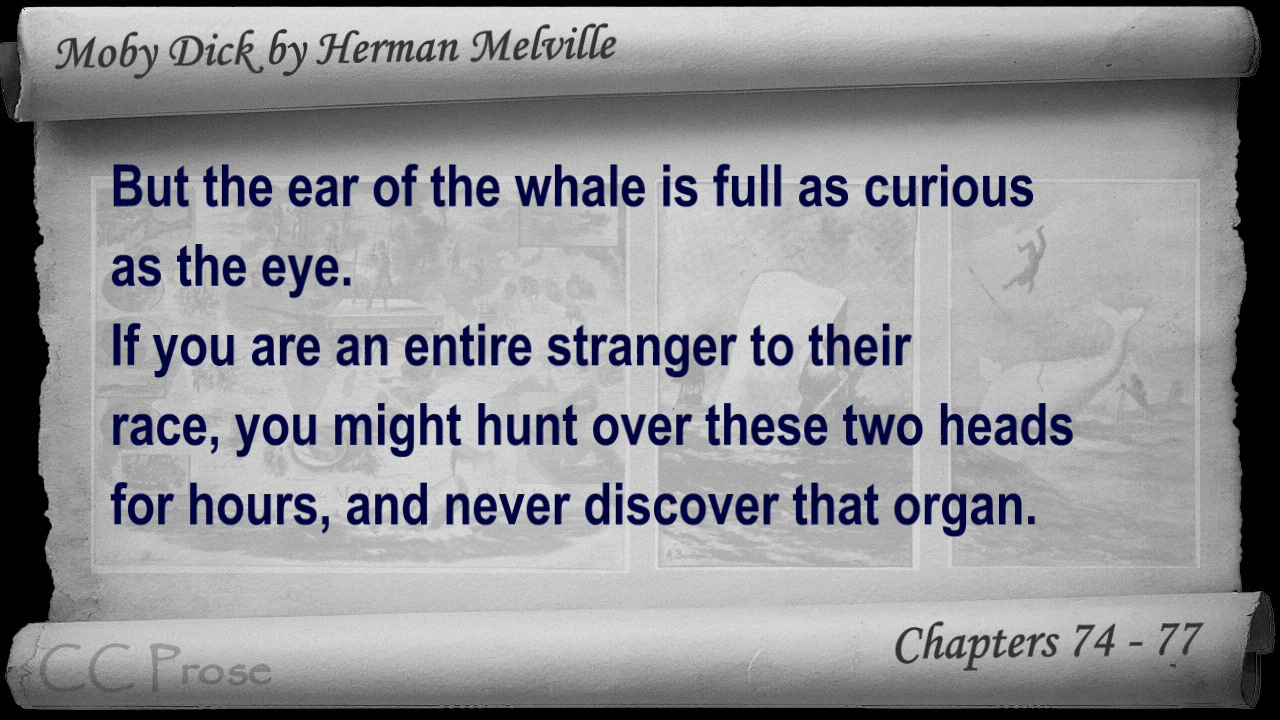 Moby Dick by Herman Melville
But the ear of the whale is full as curious
as the eye.
If you are an entire stranger to their
race, you might hunt over these two heads
for hours, and never discover that organ.
Chapters 74 - 77
CC Prose